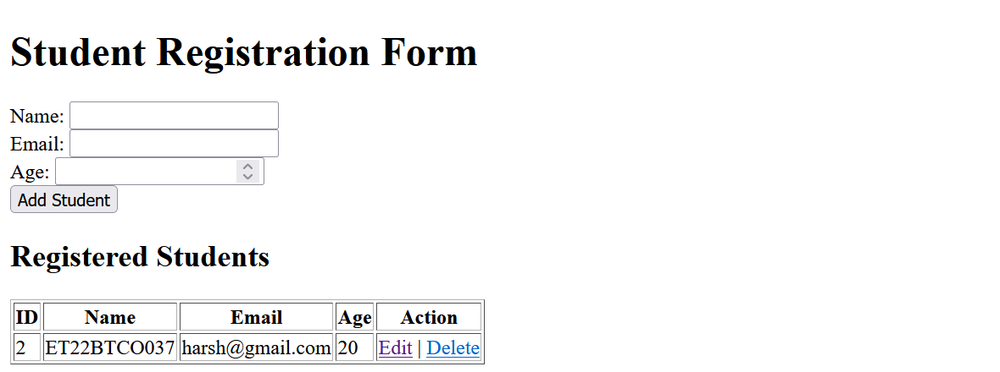 Student Registration Form
Name:
Email:
Age:
Add Student
Registered Students
ID Name Email Age Action
2 ET22BTCO037 harsh@gmail.com 20 Edit | Delete